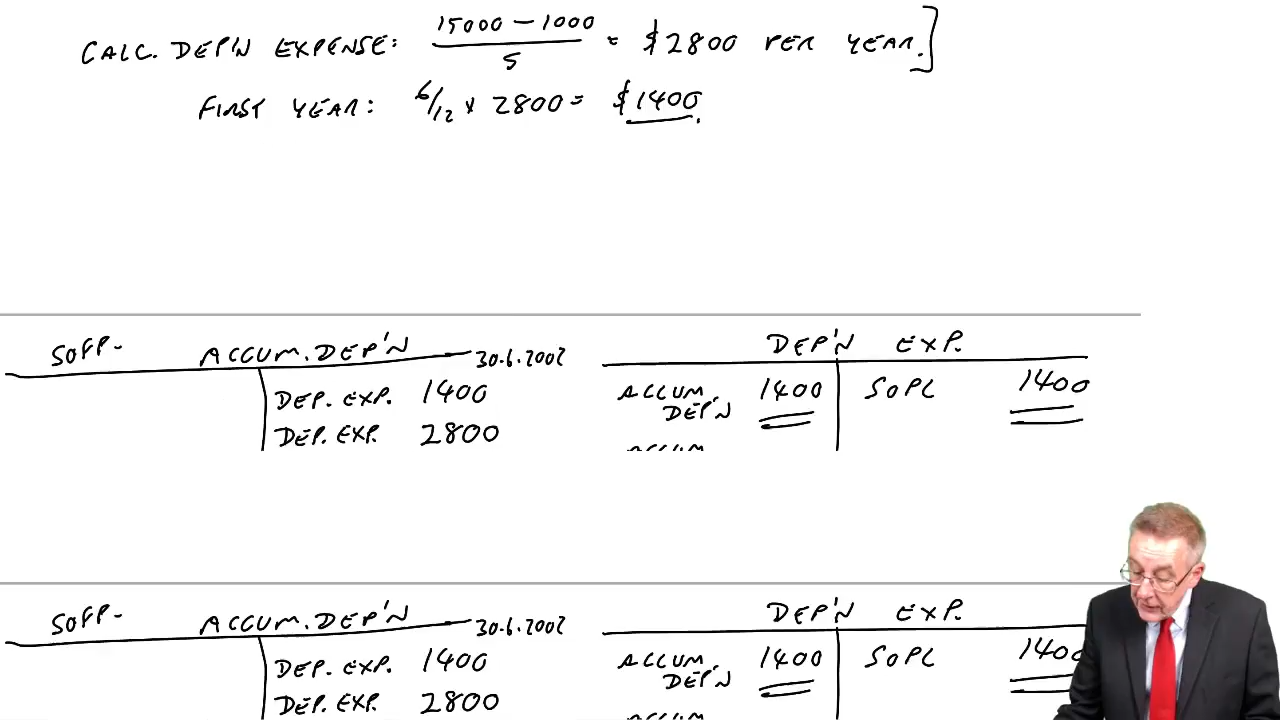 CALC. DEP'N EXPENSE: 15000 - 1000 / 5 = $2800 PER YEAR.]
FIRST YEAR: 6/12 x 2800 = $1400.
SOFP- ACCUM. DEP'N 30.6.2002
DEP. EXP. 1400
DEP. EXP. 2800
DEP'N EXP.
ACCUM. DEP'N 1400 SOPL 1400
ACCUM
SOFP- ACCUM. DEP'N 30.6.2002
DEP. EXP. 1400
DEP. EXP. 2800
DEP'N EXP.
ACCUM. DEP'N 1400 SOPL 1400